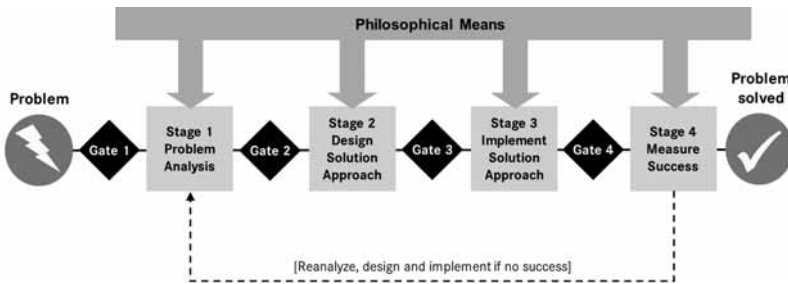 Philosophical Means
Problem
Gate 1
Stage 1
Problem
Analysis
Gate 2
Stage 2
Design
Solution
Approach
Gate 3
Stage 3
Implement
Solution
Approach
Gate 4
Stage 4
Measure
Success
Problem
solved
[Reanalyze, design and implement if no success]